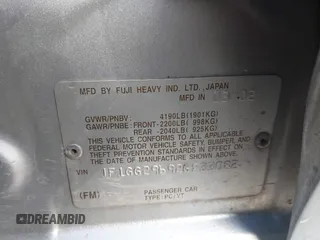 MFD BY FUJI HEAVY IND. LTD., JAPAN
MFD IN
GVWR/PNBV: 4190LB(1901KG)
GAWR/PNBE FRONT-2200LB( 998KG)
REAR -2040LB( 925KG)
THIS VEHICLE CONFORMS TO ALL APPLICABLE
FEDERAL MOTOR VEHICLE SAFETY, BUMPER,
AND THEFT PREVENTION STANDARDS IN EFFECT
ON THE DATE OF MANUFACTURE SHOWN ABOVE.
VIN
(FM)
PASSENGER CAR
TYPE: PC/VT
DREAMBID